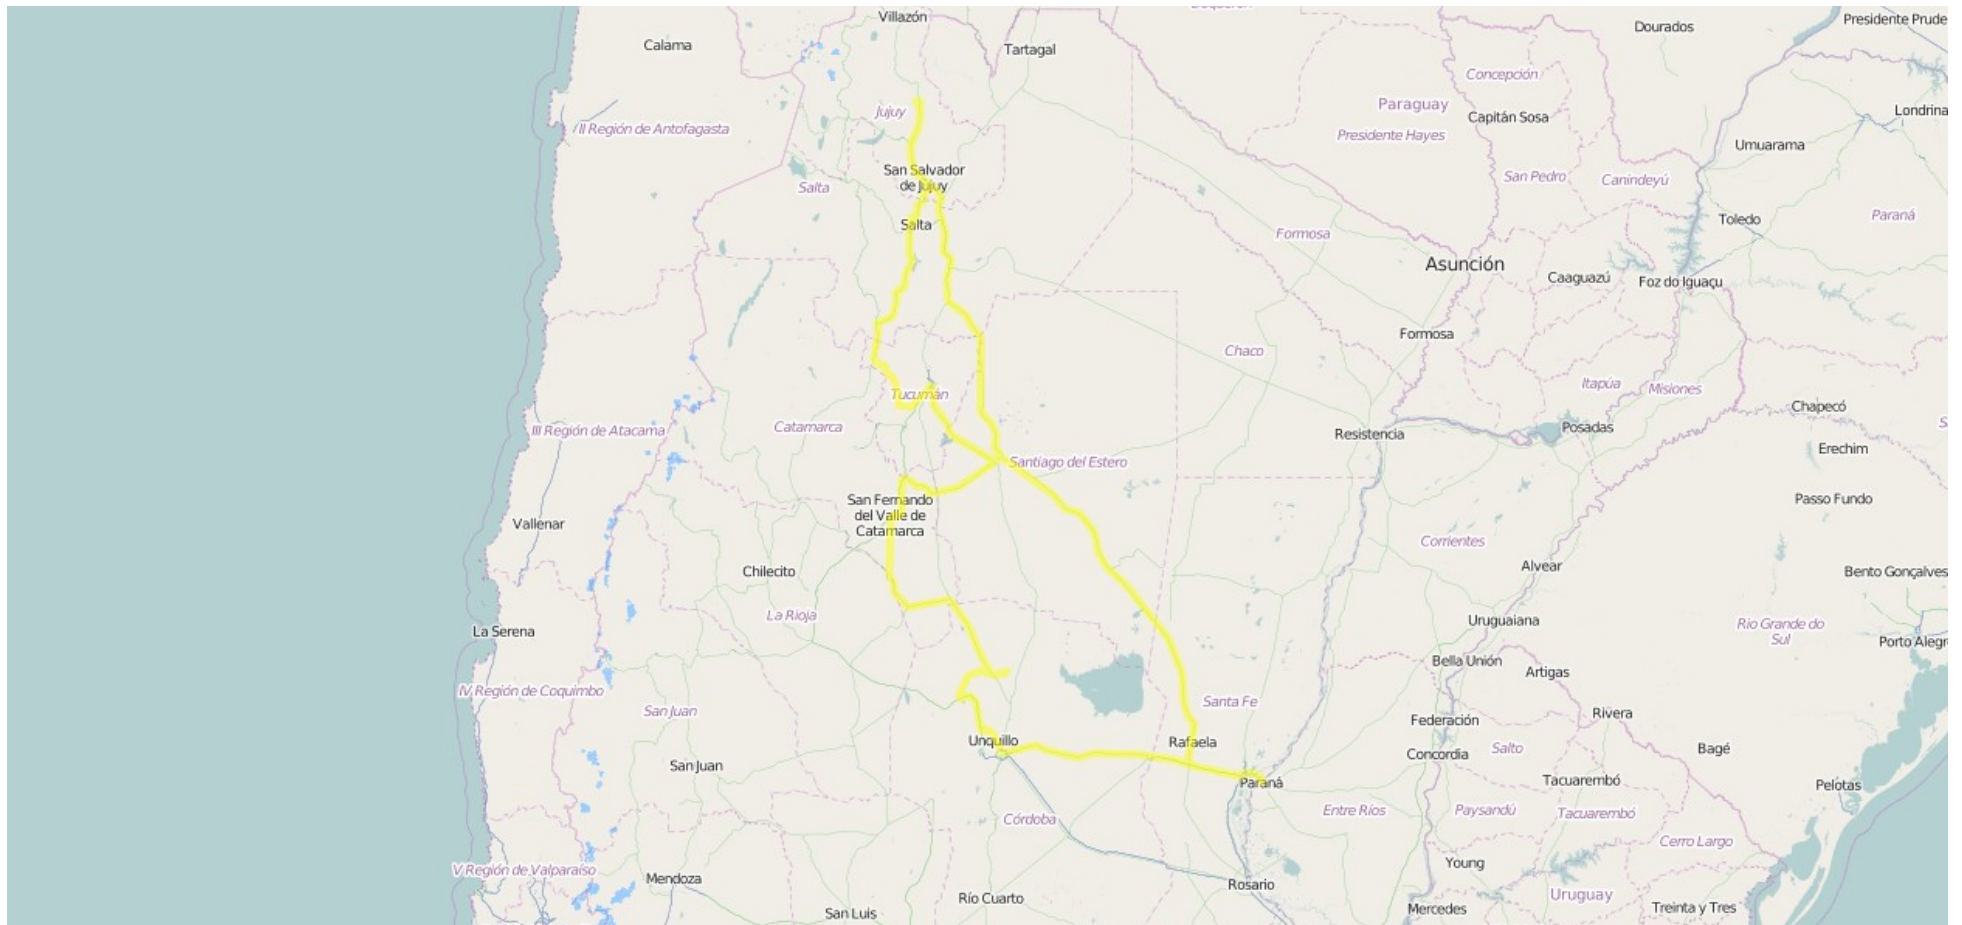 Boquerón
Villazón
Presidente Prude
Dourados
Calama
Tartagal
Concepción
Jujuy
Paraguay
Capitán Sosa
Londrina
II Región de Antofagasta
Presidente Hayes
Umuarama
San Salvador
de Jujuy
San Pedro
Canindeyú
Salta
Toledo
Paraná
Salta
Formosa
Asunción
Caaguazú
Foz do Iguaçu
Formosa
Chaco
Itapúa
Misiones
Tucumán
Chapecó
III Región de Atacama
Catamarca
Resistencia
Posadas
S
Erechim
Santiago del Estero
San Fernando
del Valle de
Catamarca
Passo Fundo
Vallenar
Corrientes
Chilecito
Alvear
Bento Gonçalves
La Rioja
Uruguaiana
Rio Grande do
Sul
La Serena
Porto Alegr
Bella Unión
Artigas
IV Región de Coquimbo
San Juan
Santa Fe
Rivera
Federación
Unquillo
Rafaela
Concordia
Salto
Bagé
San Juan
Paraná
Tacuarembó
Pelotas
Córdoba
Entre Ríos
Paysandú
Tacuarembó
Cerro Largo
V Región de Valparaíso
Mendoza
Young
Rosario
Río Cuarto
Uruguay
San Luis
Mercedes
Treinta y Tres